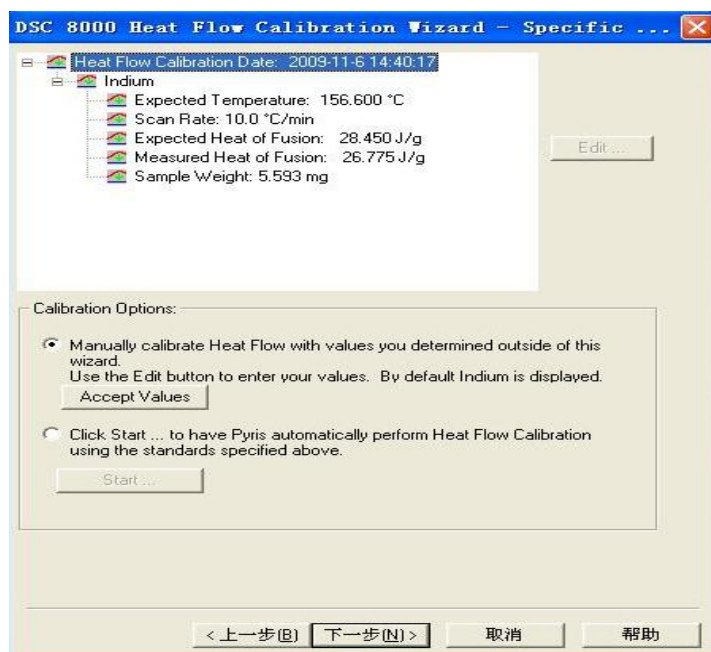 DSC 8000 Heat Flow Calibration Wizard - Specific ...
Heat Flow Calibration Date: 2009-11-6 14:40:17
Indium
Expected Temperature: 156.600 °C
Scan Rate: 10.0 °C/min
Expected Heat of Fusion: 28.450 J/g
Measured Heat of Fusion: 26.775 J/g
Sample Weight: 5.593 mg
Edit ...
Calibration Options:
Manually calibrate Heat Flow with values you determined outside of this
wizard.
Use the Edit button to enter your values. By default Indium is displayed.
Accept Values
Click Start ... to have Pyris automatically perform Heat Flow Calibration
using the standards specified above.
Start ...
< 上一步(B) 下一步(N) > 取消 帮助